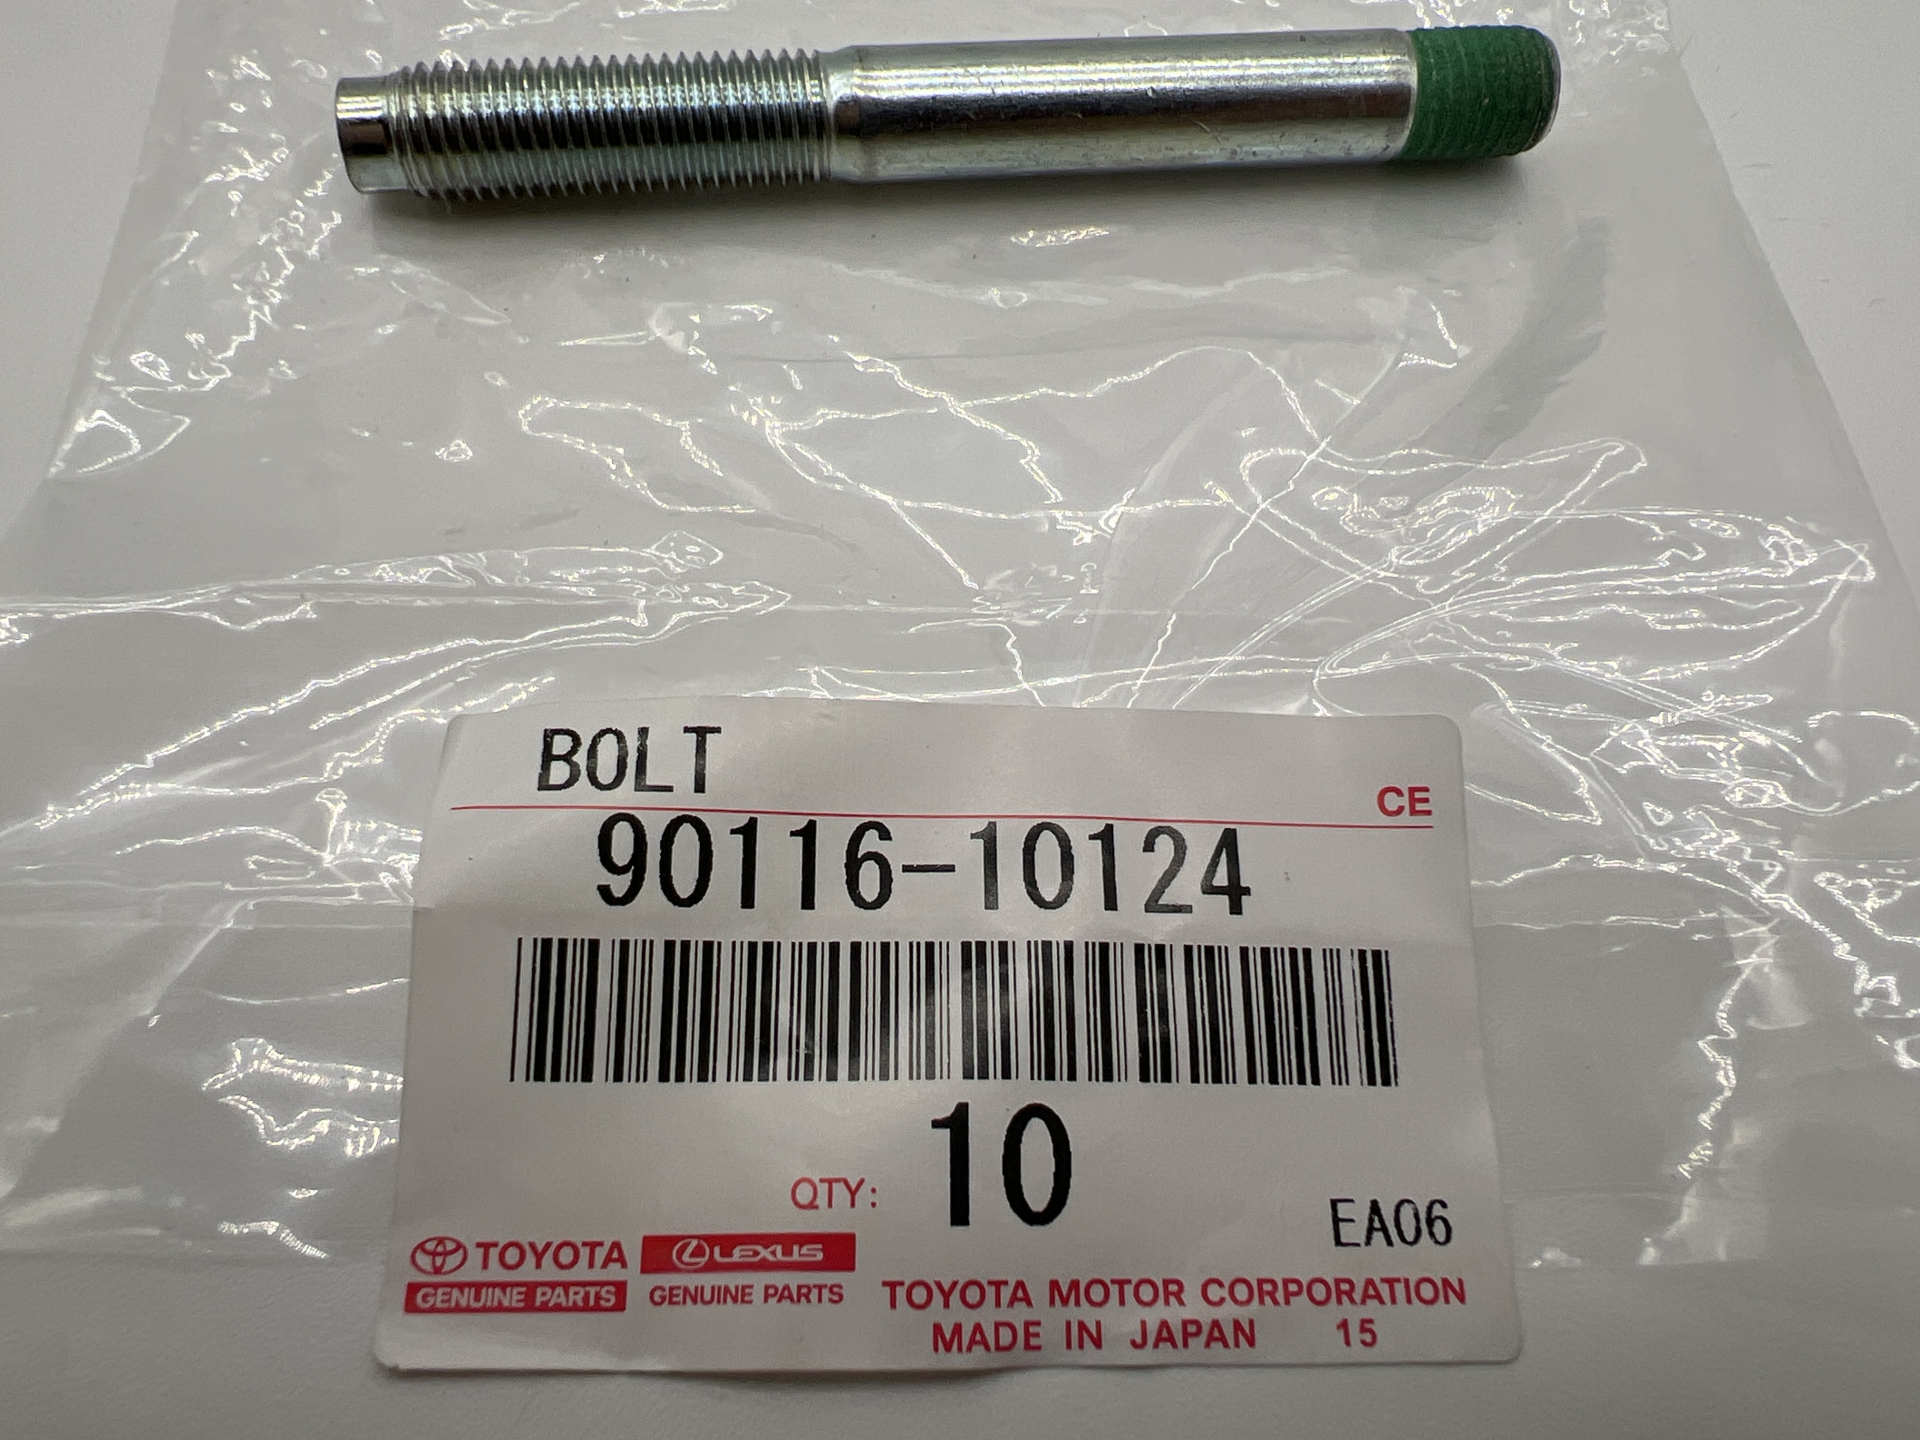 BOLT
CE
90116-10124
QTY: 10
EA06
TOYOTA LEXUS
GENUINE PARTS GENUINE PARTS
TOYOTA MOTOR CORPORATION
MADE IN JAPAN 15